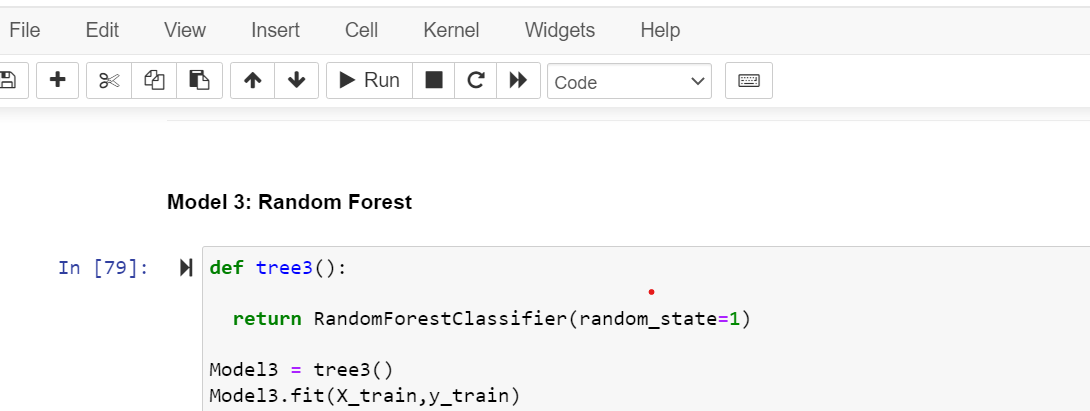 File Edit View Insert Cell Kernel Widgets Help
Run Code
Model 3: Random Forest
In [79]: def tree3():
return RandomForestClassifier(random_state=1)
Model3 = tree3()
Model3.fit(X_train,y_train)